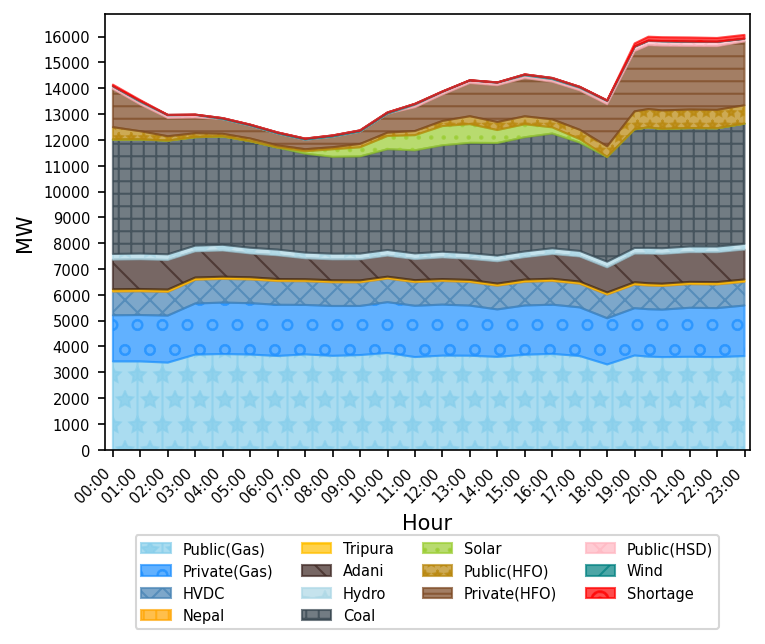 16000
15000
14000
13000
12000
11000
10000
9000
8000
7000
6000
5000
4000
3000
2000
1000
0
MW
00:00 01:00 02:00 03:00 04:00 05:00 06:00 07:00 08:00 09:00 10:00 11:00 12:00 13:00 14:00 15:00 16:00 17:00 18:00 19:00 20:00 21:00 22:00 23:00
Hour
Public(Gas) Tripura Solar Public(HSD)
Private(Gas) Adani Public(HFO) Wind
HVDC Hydro Private(HFO) Shortage
Nepal Coal